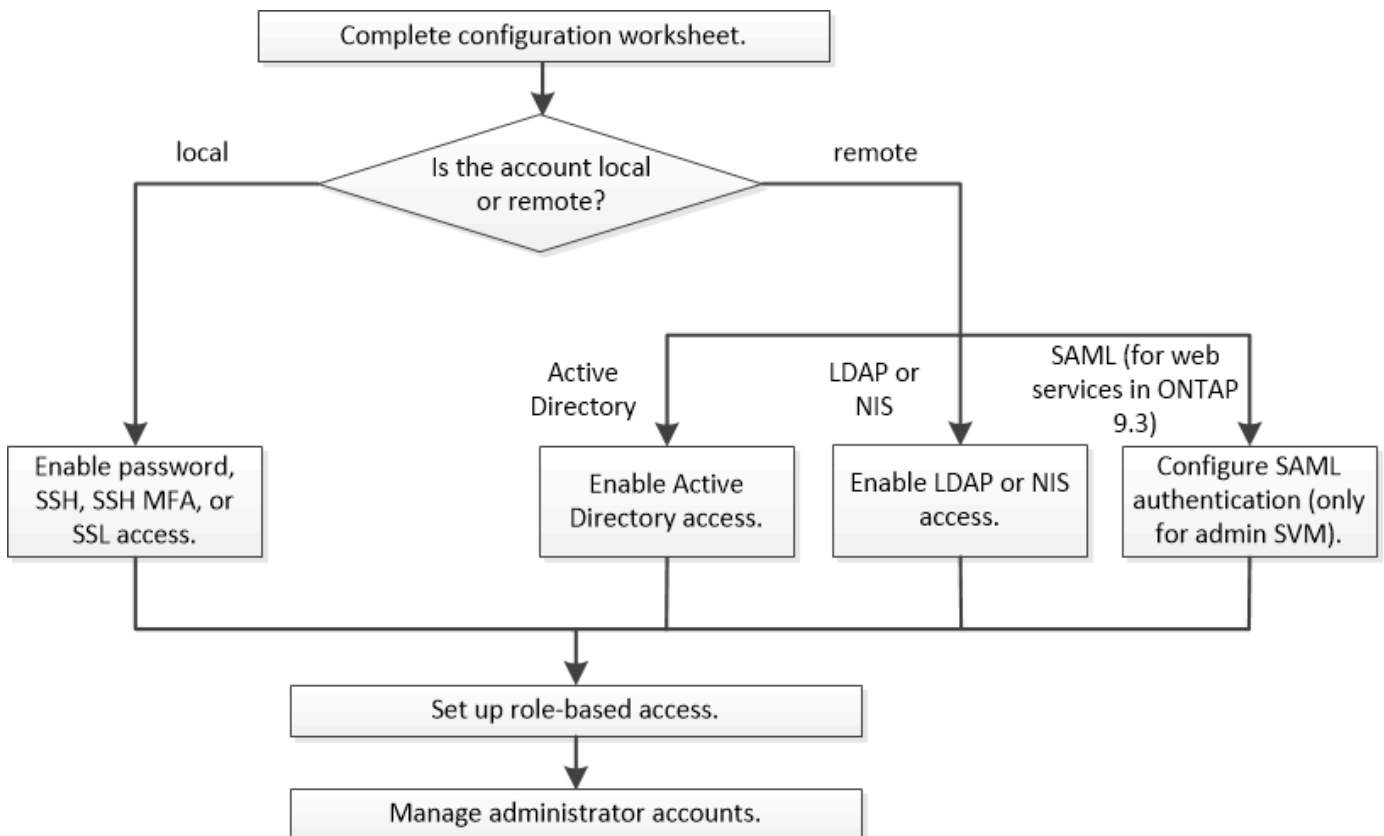 Complete configuration worksheet.
local
remote
Is the account local
or remote?
Active
Directory
LDAP or
NIS
SAML (for web
services in ONTAP
9.3)
Enable password,
SSH, SSH MFA, or
SSL access.
Enable Active
Directory access.
Enable LDAP or NIS
access.
Configure SAML
authentication (only
for admin SVM).
Set up role-based access.
Manage administrator accounts.